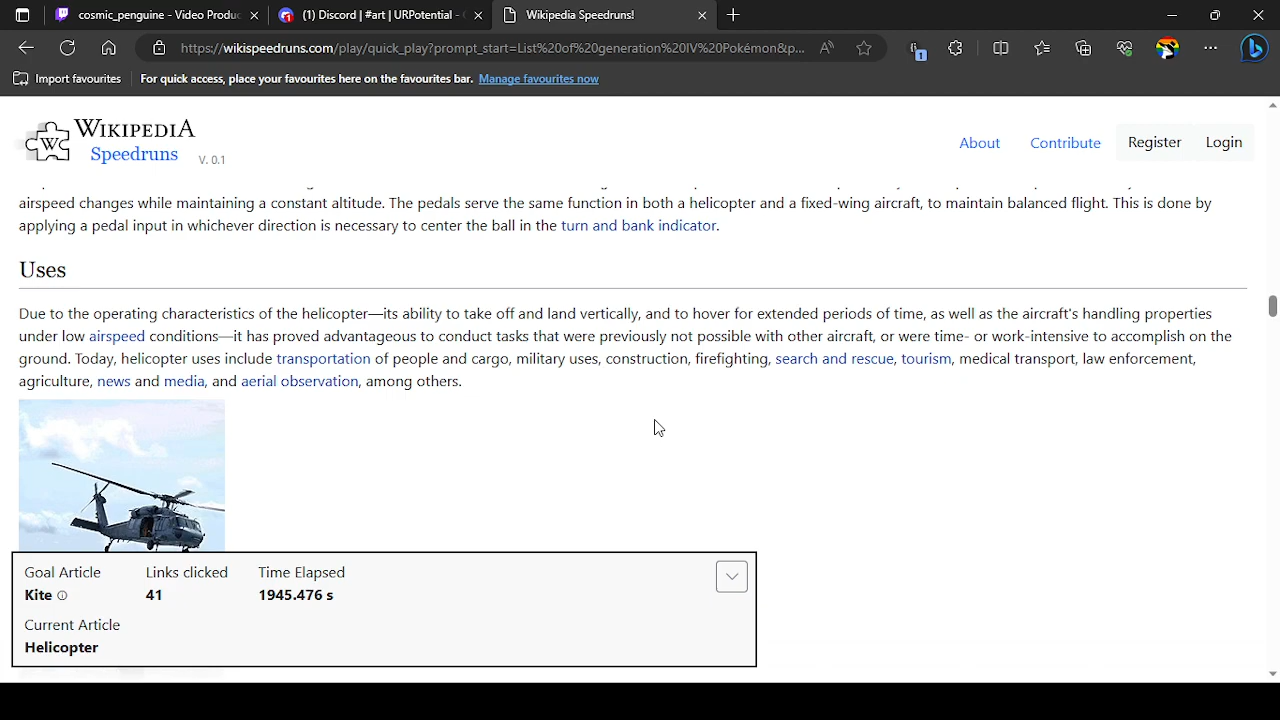 cosmic_penguine - Video Produc
(1) Discord | #art | URPotential -
Wikipedia Speedruns!
https://wikispeedruns.com/play/quick_play?prompt_start=List%20of%20generation%20IV%20Pokémon&p...
1
Import favourites
For quick access, place your favourites here on the favourites bar. Manage favourites now
WIKIPEDIA
Speedruns V. 0.1
W
About Contribute Register Login
airspeed changes while maintaining a constant altitude. The pedals serve the same function in both a helicopter and a fixed-wing aircraft, to maintain balanced flight. This is done by
applying a pedal input in whichever direction is necessary to center the ball in the turn and bank indicator.
Uses
Due to the operating characteristics of the helicopter—its ability to take off and land vertically, and to hover for extended periods of time, as well as the aircraft's handling properties
under low airspeed conditions—it has proved advantageous to conduct tasks that were previously not possible with other aircraft, or were time- or work-intensive to accomplish on the
ground. Today, helicopter uses include transportation of people and cargo, military uses, construction, firefighting, search and rescue, tourism, medical transport, law enforcement,
agriculture, news and media, and aerial observation, among others.
Goal Article Links clicked Time Elapsed
Kite 41 1945.476 s
Current Article
Helicopter